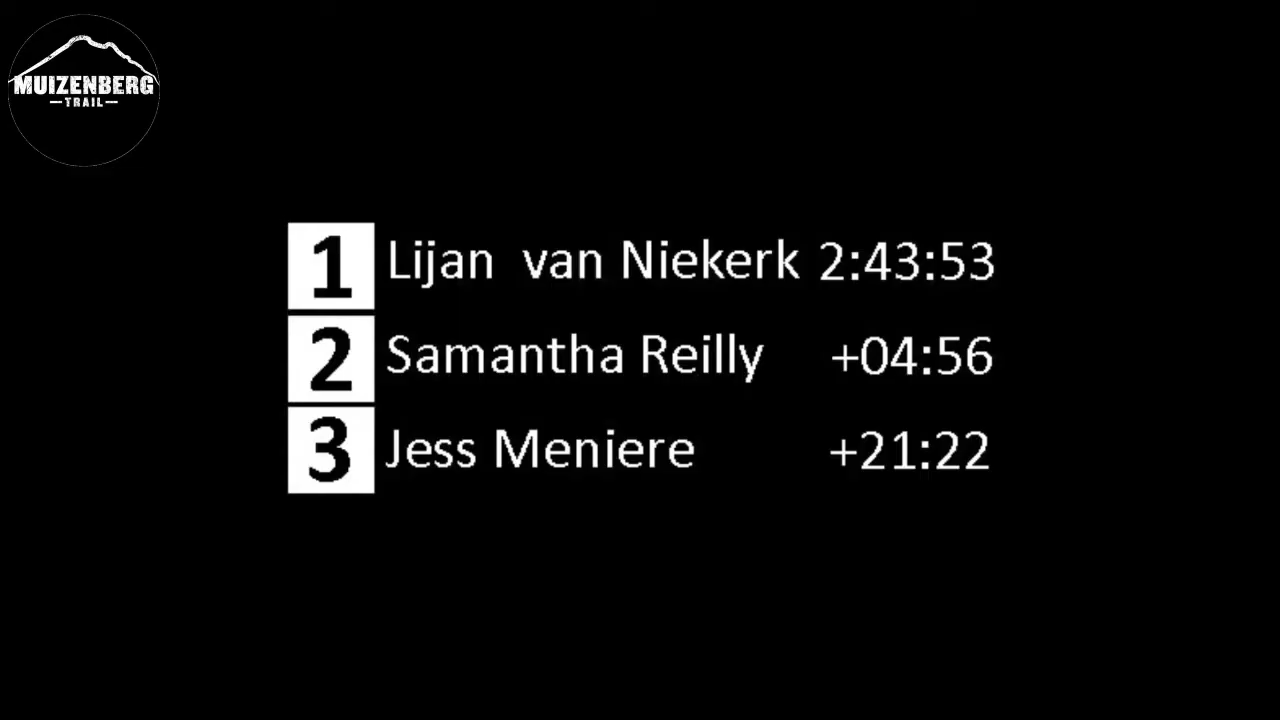 MUIZENBERG
TRAIL
1 Lijan van Niekerk 2:43:53
2 Samantha Reilly +04:56
3 Jess Meniere +21:22